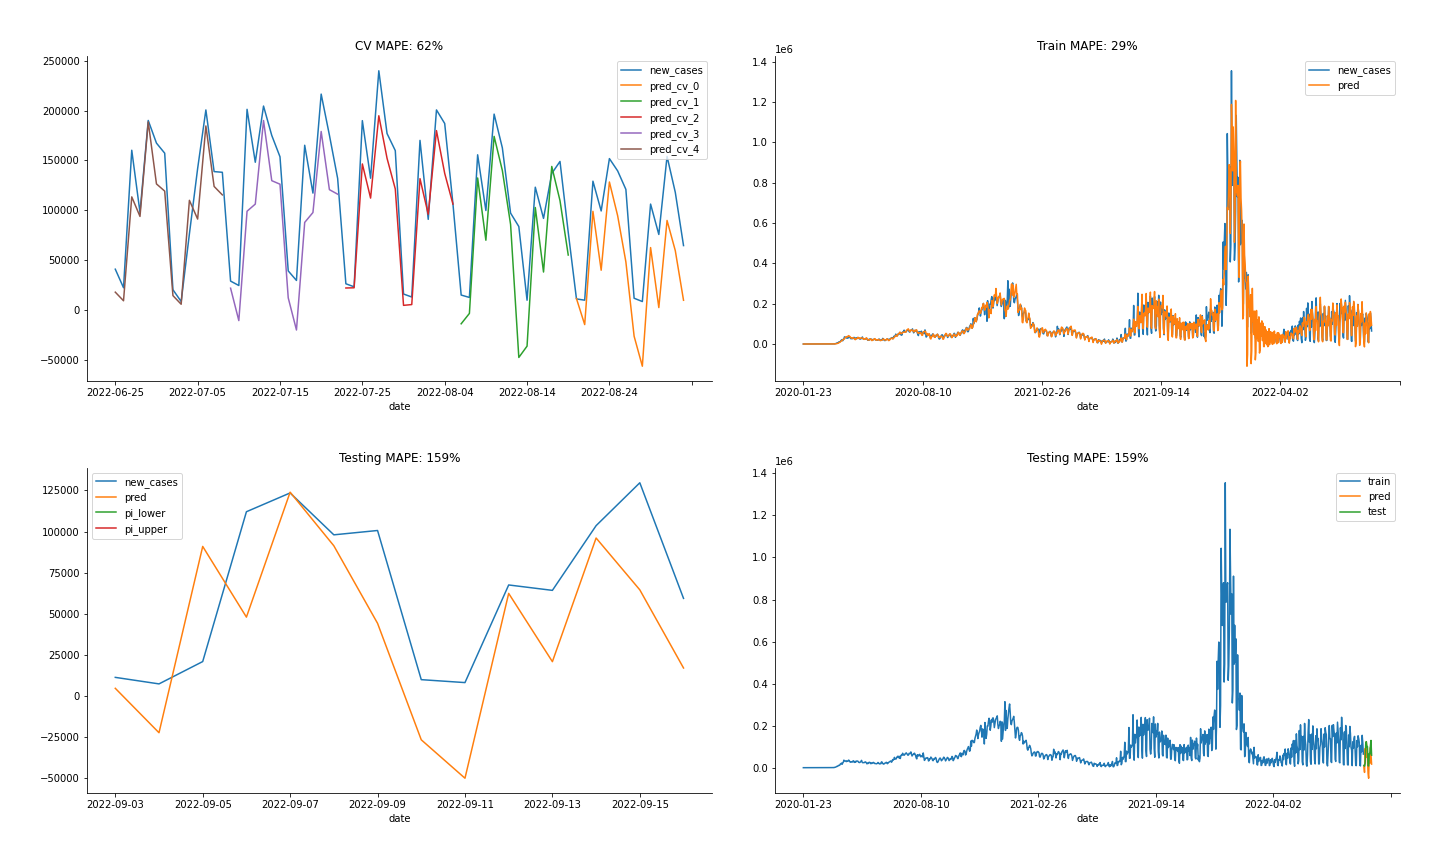 CV MAPE: 62%
250000
200000
150000
100000
50000
0
−50000
2022-06-25
2022-07-05
2022-07-15
2022-07-25
2022-08-04
2022-08-14
2022-08-24
date
new_cases
pred_cv_0
pred_cv_1
pred_cv_2
pred_cv_3
pred_cv_4
Train MAPE: 29%
1e6
1.4
1.2
1.0
0.8
0.6
0.4
0.2
0.0
2020-01-23
2020-08-10
2021-02-26
2021-09-14
2022-04-02
date
new_cases
pred
Testing MAPE: 159%
125000
100000
75000
50000
25000
0
−25000
−50000
2022-09-03
2022-09-05
2022-09-07
2022-09-09
2022-09-11
2022-09-13
2022-09-15
date
new_cases
pred
pi_lower
pi_upper
Testing MAPE: 159%
1e6
1.4
1.2
1.0
0.8
0.6
0.4
0.2
0.0
2020-01-23
2020-08-10
2021-02-26
2021-09-14
2022-04-02
date
train
pred
test